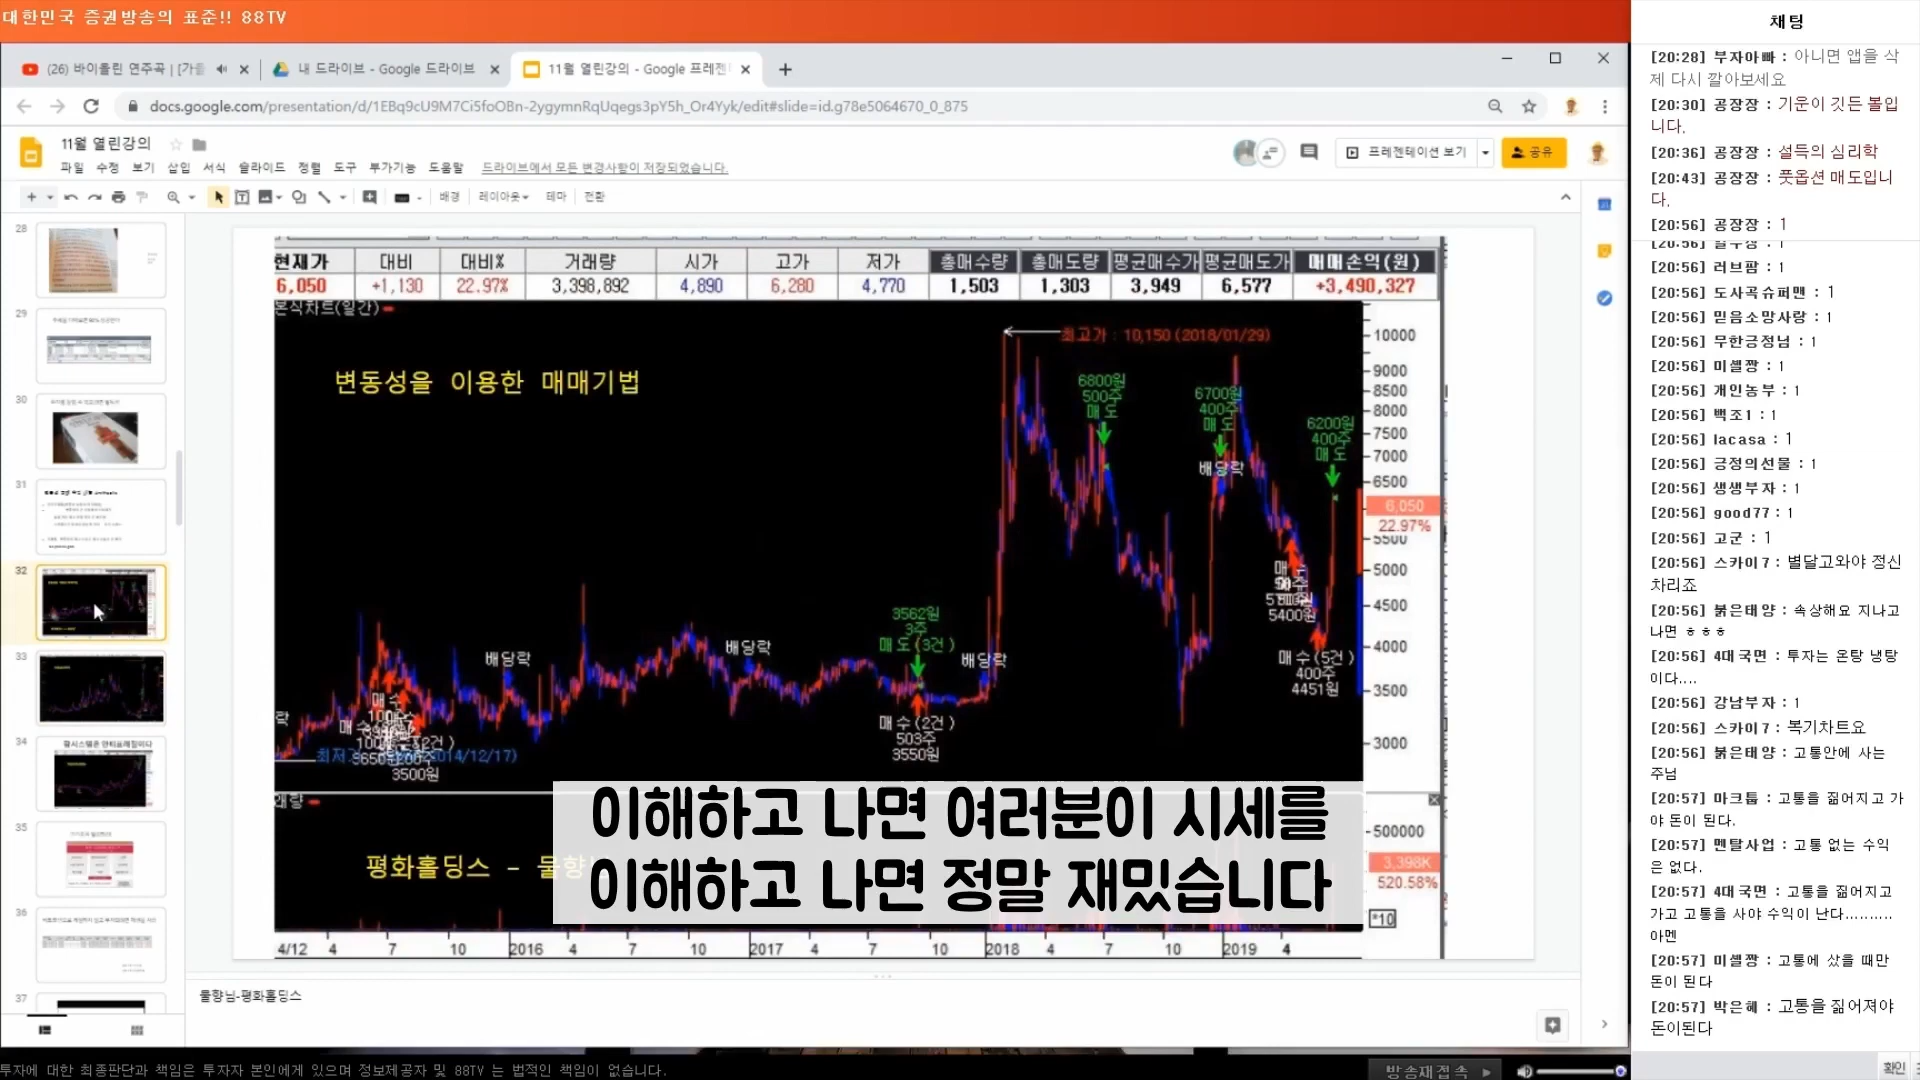 대한민국 증권방송의 표준!! 88TV
(26) 바이올린 연주곡 | [가을
내 드라이브 - Google 드라이브
11월 열린강의 - Google 프레젠
docs.google.com/presentation/d/1EBq9cU9M7Ci5foOBn-2ygymnRqUqegs3pY5h_Or4Yyk/edit#slide=id.g78e5064670_0_875
11월 열린강의
파일 수정 보기 삽입 서식 슬라이드 정렬 도구 부가기능 도움말 드라이브에서 모든 변경사항이 저장되었습니다.
프레젠테이션 보기
공유
배경 레이아웃 테마 전환
28
29
30
31
32
33
34
35
36
37
현재가 대비 대비% 거래량 시가 고가 저가 총매수량 총매도량 평균매수가 평균매도가 매매손익(원)
6,050 +1,130 22.97% 3,398,892 4,890 6,280 4,770 1,503 1,303 3,949 6,577 +3,490,327
본식차트(일간)
변동성을 이용한 매매기법
최고가 : 10,150 (2018/01/29)
6800원
500주
매도
6700원
400주
매도
배당락
6200원
400주
매도
3562원
3주
매도(3건)
배당락
배당락
배당락
매수(2건)
503주
3550원
5400원
매수(5건)
400주
4451원
3500원
10000
9000
8500
8000
7500
7000
6500
6,050
22.97%
5500
5000
4500
4000
3500
3000
래량
500000
3,398K
520.58%
*10
평화홀딩스 - 물향
4/12 4 7 10 2016 4 7 10 2017 4 7 10 2018 4 7 10 2019 4
이해하고 나면 여러분이 시세를
이해하고 나면 정말 재밌습니다
물향님-평화홀딩스
투자에 대한 최종판단과 책임은 투자자 본인에게 있으며 정보제공자 및 88TV 는 법적인 책임이 없습니다.
방송재접속
채팅
[20:28] 부자아빠 : 아니면 앱을 삭
제 다시 깔아보세요
[20:30] 공장장 : 기운이 깃든 볼입
니다.
[20:36] 공장장 : 설득의 심리학
[20:43] 공장장 : 풋옵션 매도입니
다.
[20:56] 공장장 : 1
[20:56] 러브팜 : 1
[20:56] 도사곡슈퍼맨 : 1
[20:56] 믿음소망사랑 : 1
[20:56] 무한긍정님 : 1
[20:56] 미셀짱 : 1
[20:56] 개인농부 : 1
[20:56] 백조1 : 1
[20:56] lacasa : 1
[20:56] 긍정의선물 : 1
[20:56] 생생부자 : 1
[20:56] good77 : 1
[20:56] 고군 : 1
[20:56] 스카이7 : 별달고와야 정신
차리죠
[20:56] 붉은태양 : 속상해요 지나고
나면 ㅎㅎㅎ
[20:56] 4대국면 : 투자는 온탕 냉탕
이다....
[20:56] 강남부자 : 1
[20:56] 스카이7 : 복기차트요
[20:56] 붉은태양 : 고통안에 사는
주님
[20:57] 마크툽 : 고통을 짊어지고 가
야 돈이 된다.
[20:57] 멘탈사업 : 고통 없는 수익
은 없다.
[20:57] 4대국면 : 고통을 짊어지고
가고 고통을 사야 수익이 난다..........
아멘
[20:57] 미셀짱 : 고통에 샀을 때만
돈이 된다
[20:57] 박은혜 : 고통을 짊어져야
돈이된다
확인